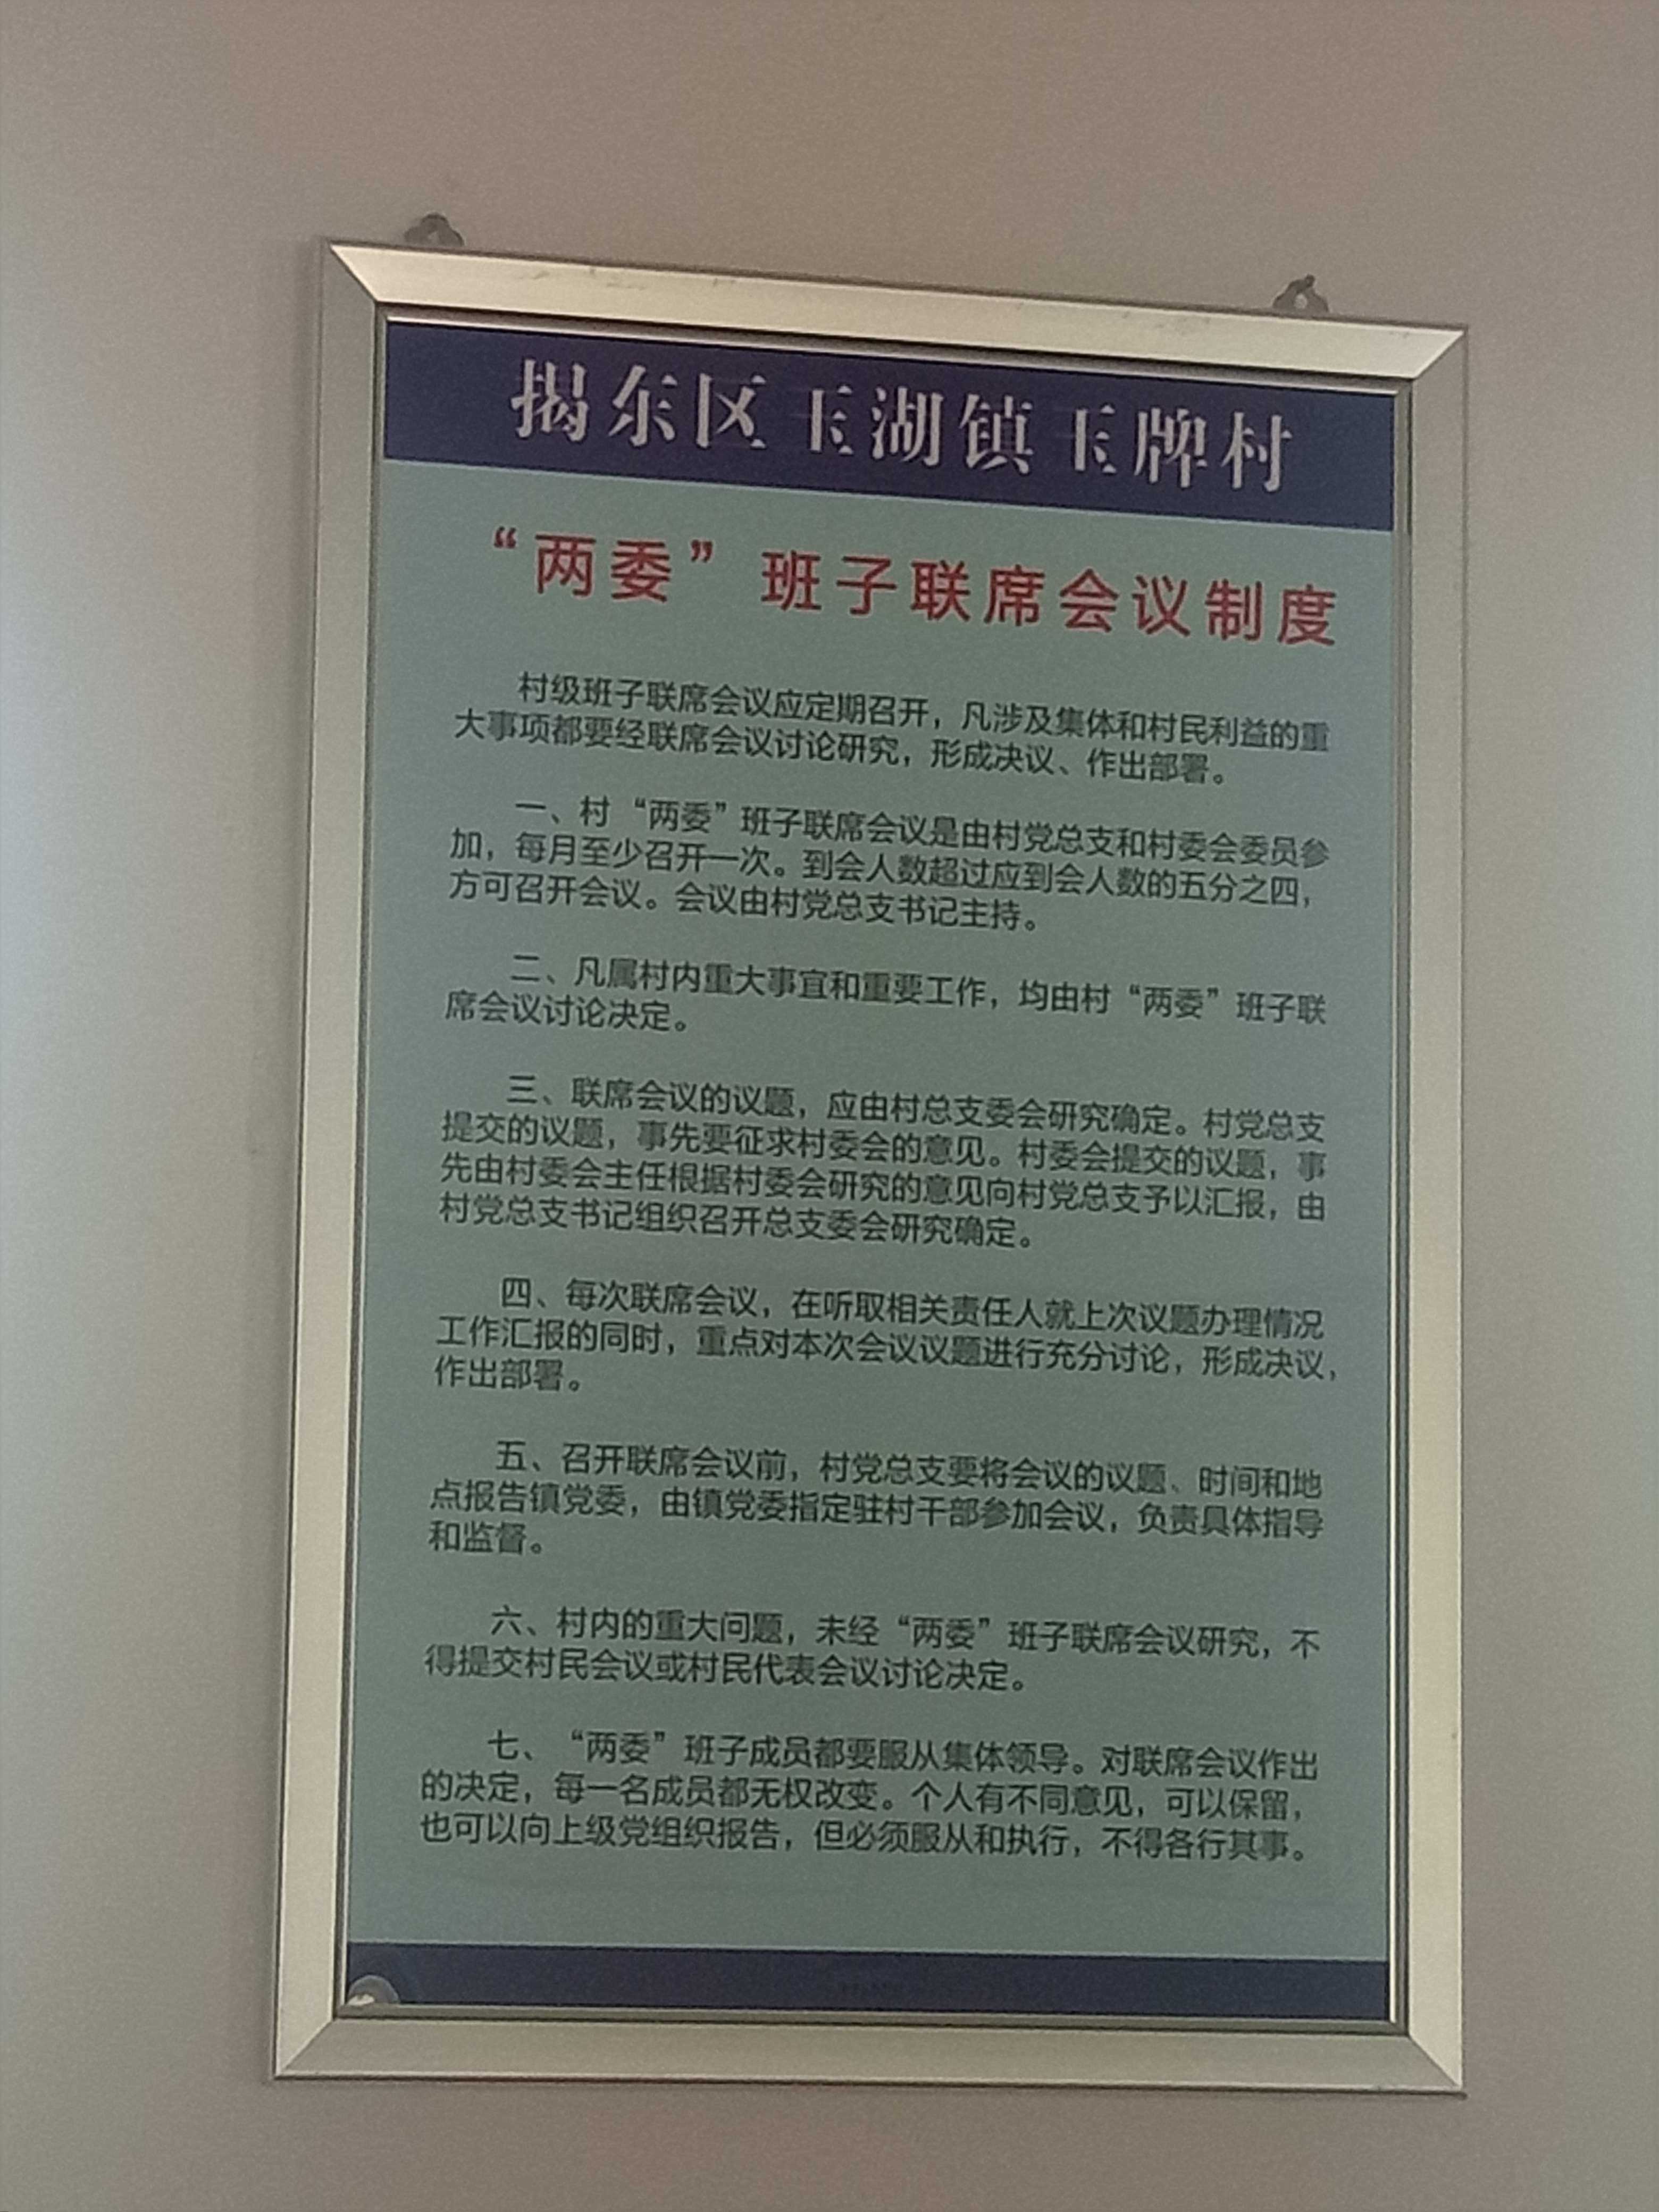 揭东区玉湖镇玉牌村
“两委”班子联席会议制度
村级班子联席会议应定期召开，凡涉及集体和村民利益的重
大事项都要经联席会议讨论研究，形成决议、作出部署。
一、村“两委”班子联席会议是由村党总支和村委会委员参
加，每月至少召开一次。到会人数超过应到会人数的五分之四，
方可召开会议。会议由村党总支书记主持。
二、凡属村内重大事宜和重要工作，均由村“两委”班子联
席会议讨论决定。
三、联席会议的议题，应由村总支委会研究确定。村党总支
提交的议题，事先要征求村委会的意见。村委会提交的议题，事
先由村委会主任根据村委会研究的意见向村党总支予以汇报，由
村党总支书记组织召开总支委会研究确定。
四、每次联席会议，在听取相关责任人就上次议题办理情况
工作汇报的同时，重点对本次会议议题进行充分讨论，形成决议，
作出部署。
五、召开联席会议前，村党总支要将会议的议题、时间和地
点报告镇党委，由镇党委指定驻村干部参加会议，负责具体指导
和监督。
六、村内的重大问题，未经“两委”班子联席会议研究，不
得提交村民会议或村民代表会议讨论决定。
七、“两委”班子成员都要服从集体领导。对联席会议作出
的决定，每一名成员都无权改变。个人有不同意见，可以保留，
也可以向上级党组织报告，但必须服从和执行，不得各行其事。